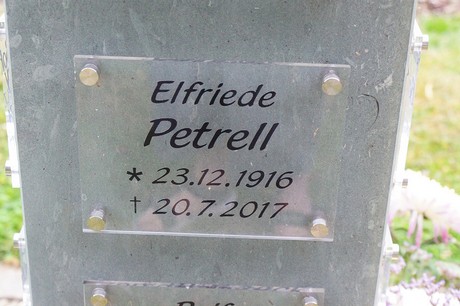 Elfriede
Petrell
* 23.12.1916
† 20.7.2017